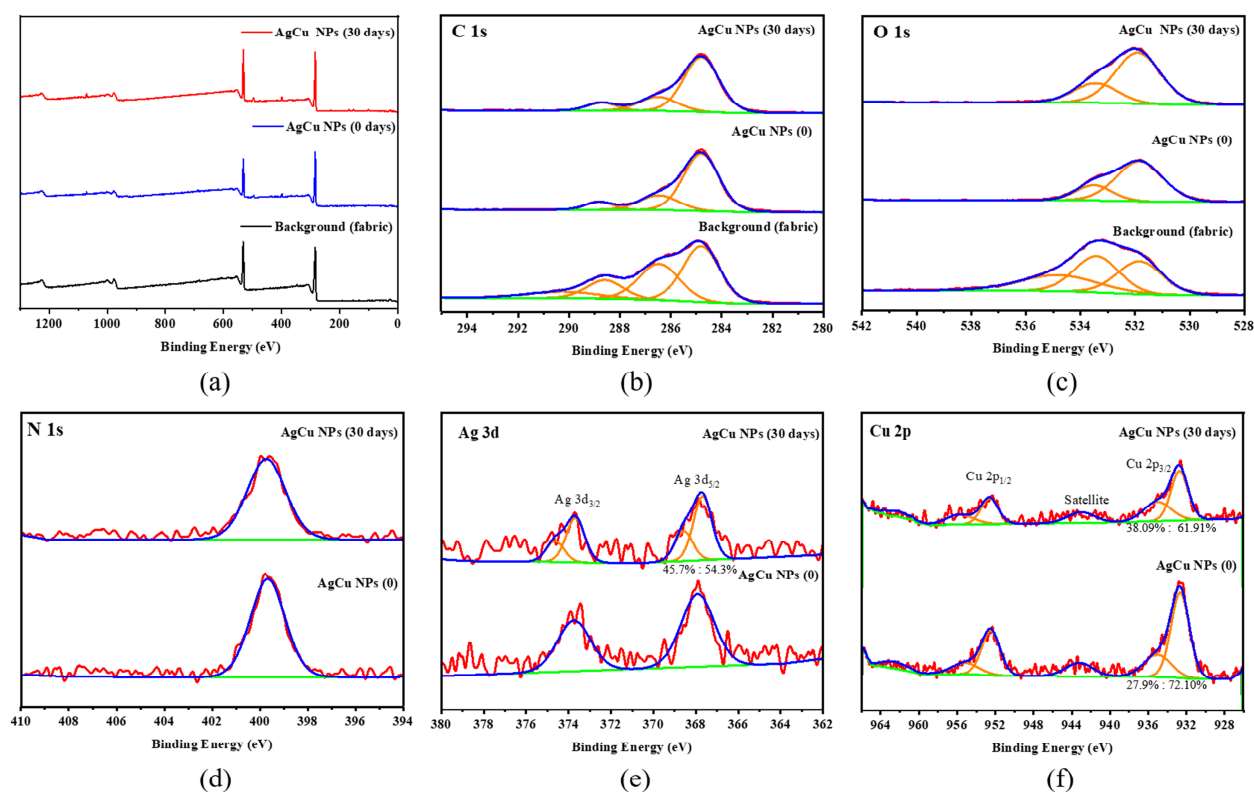 AgCu NPs (30 days)
AgCu NPs (0 days)
Background (fabric)
1200 1000 800 600 400 200 0
Binding Energy (eV)
(a)
C 1s
AgCu NPs (30 days)
AgCu NPs (0)
Background (fabric)
294 292 290 288 286 284 282 280
Binding Energy (eV)
(b)
O 1s
AgCu NPs (30 days)
AgCu NPs (0)
Background (fabric)
542 540 538 536 534 532 530 528
Binding Energy (eV)
(c)
N 1s
AgCu NPs (30 days)
AgCu NPs (0)
410 408 406 404 402 400 398 396 394
Binding Energy (eV)
(d)
Ag 3d
AgCu NPs (30 days)
Ag 3d3/2
Ag 3d5/2
45.7% : 54.3%
AgCu NPs (0)
380 378 376 374 372 370 368 366 364 362
Binding Energy (eV)
(e)
Cu 2p
AgCu NPs (30 days)
Cu 2p1/2
Satellite
Cu 2p3/2
38.09% : 61.91%
AgCu NPs (0)
27.9% : 72.10%
964 960 956 952 948 944 940 936 932 928
Binding Energy (eV)
(f)